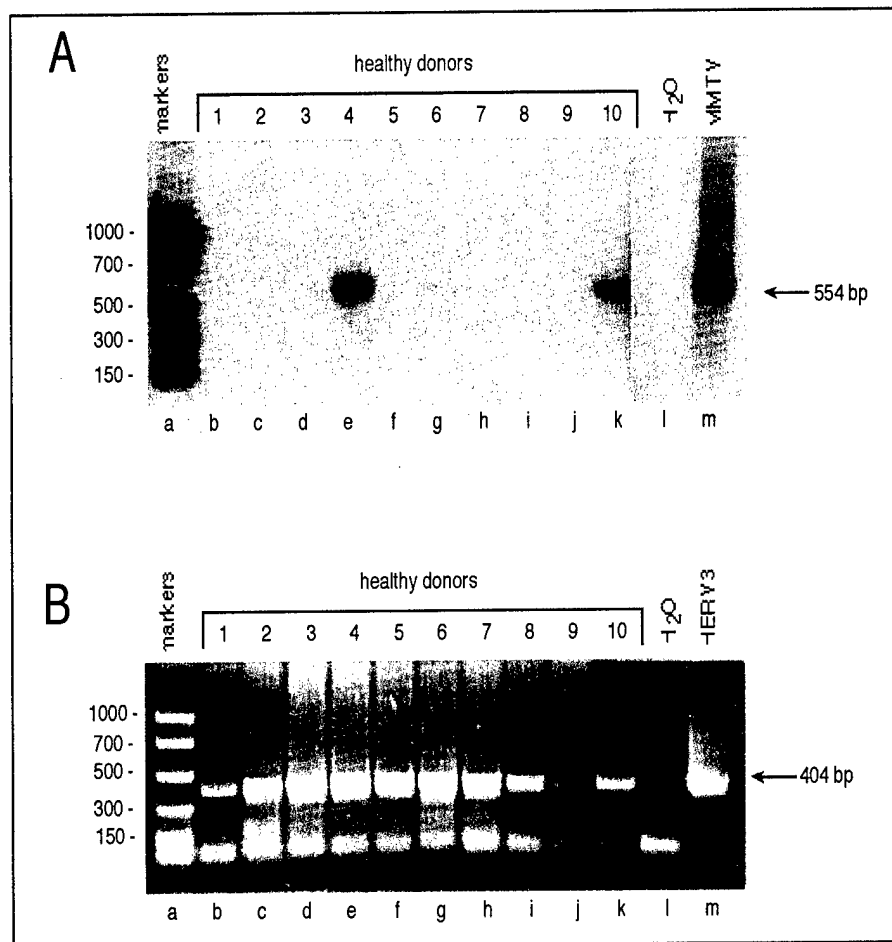 A
markers
healthy donors
1 2 3 4 5 6 7 8 9 10
H2O
MMTV
1000 -
700 -
500 -
300 -
150 -
554 bp
a b c d e f g h i j k l m
B
markers
healthy donors
1 2 3 4 5 6 7 8 9 10
H2O
HERV3
1000 -
700 -
500 -
300 -
150 -
404 bp
a b c d e f g h i j k l m